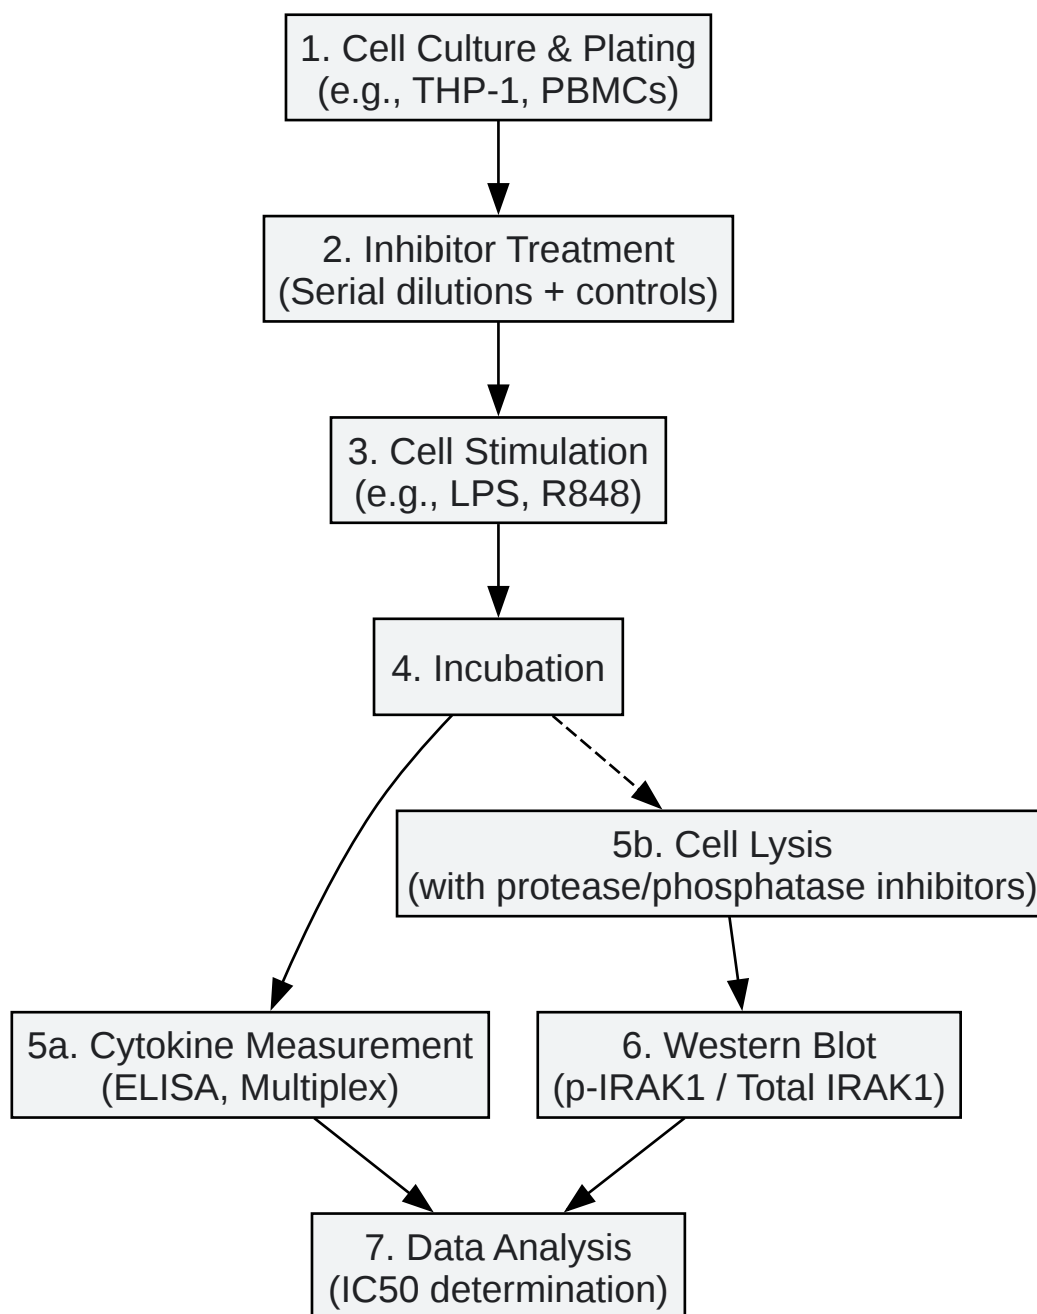 1. Cell Culture & Plating
(e.g., THP-1, PBMCs)
2. Inhibitor Treatment
(Serial dilutions + controls)
3. Cell Stimulation
(e.g., LPS, R848)
4. Incubation
5b. Cell Lysis
(with protease/phosphatase inhibitors)
5a. Cytokine Measurement
(ELISA, Multiplex)
6. Western Blot
(p-IRAK1 / Total IRAK1)
7. Data Analysis
(IC50 determination)